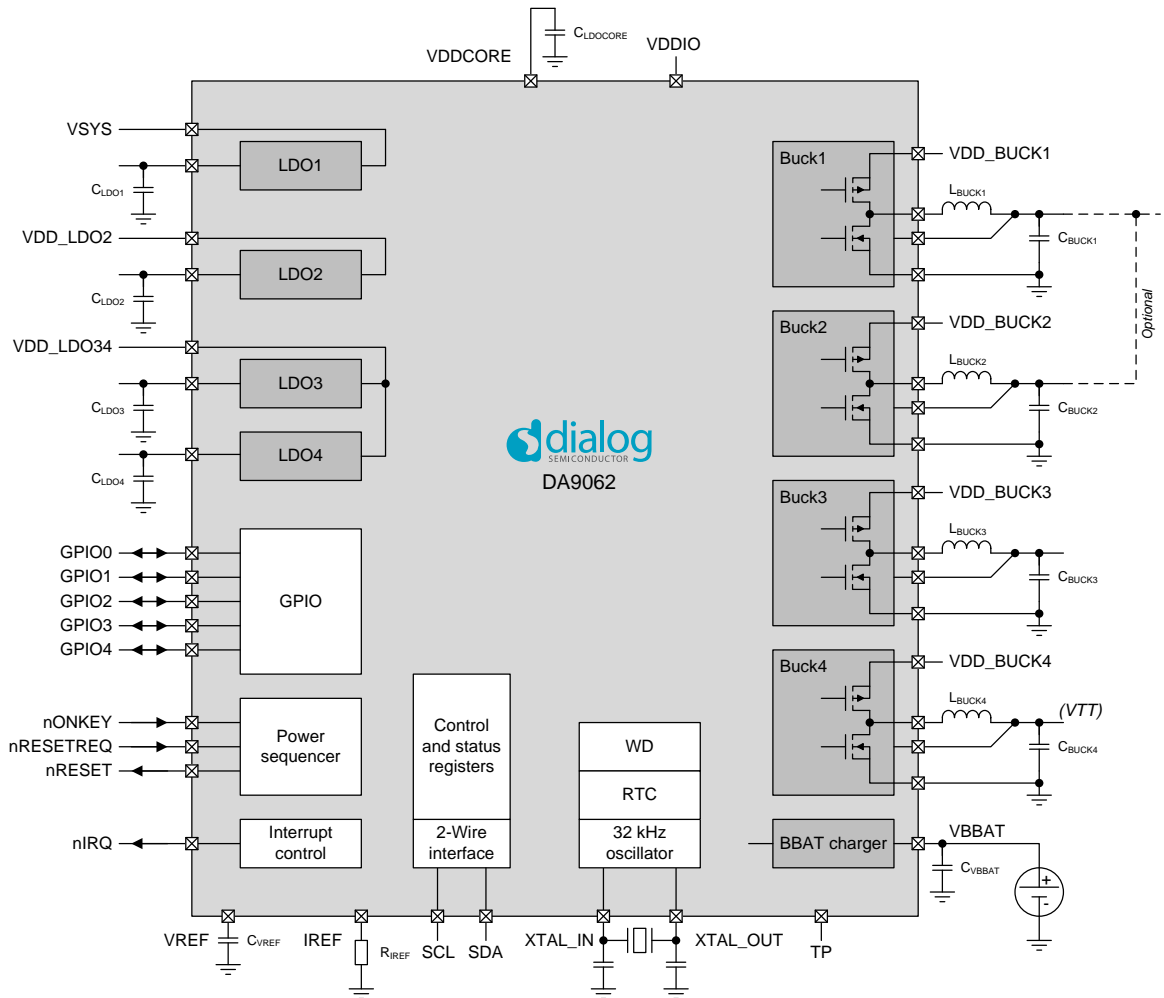 CLDOCORE
VDDCORE
VDDIO
VSYS
LDO1
CLDO1
VDD_LDO2
LDO2
CLDO2
VDD_LDO34
LDO3
CLDO3
LDO4
CLDO4
GPIO0
GPIO1
GPIO2
GPIO3
GPIO4
GPIO
nONKEY
nRESETREQ
nRESET
Power
sequencer
nIRQ
Interrupt
control
Control
and status
registers
2-Wire
interface
WD
RTC
32 kHz
oscillator
dialog
SEMICONDUCTOR
DA9062
Buck1
VDD_BUCK1
LBUCK1
CBUCK1
Optional
Buck2
VDD_BUCK2
LBUCK2
CBUCK2
Buck3
VDD_BUCK3
LBUCK3
CBUCK3
Buck4
VDD_BUCK4
LBUCK4
(VTT)
CBUCK4
BBAT charger
VBBAT
CVBBAT
+
-
VREF
CVREF
IREF
RIREF
SCL
SDA
XTAL_IN
XTAL_OUT
TP